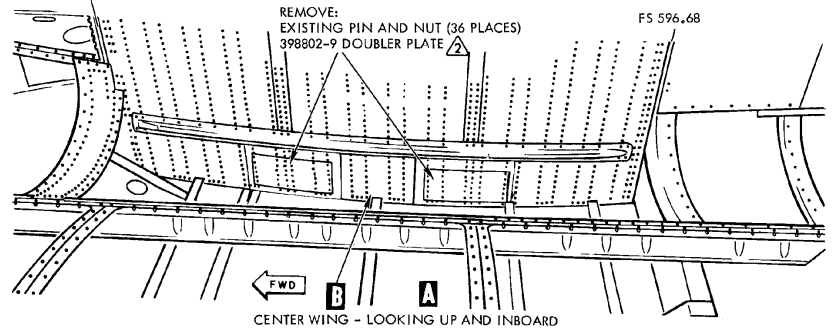 REMOVE:
EXISTING PIN AND NUT (36 PLACES)
398802-9 DOUBLER PLATE 2
FS 596.68
FWD
B
A
CENTER WING - LOOKING UP AND INBOARD